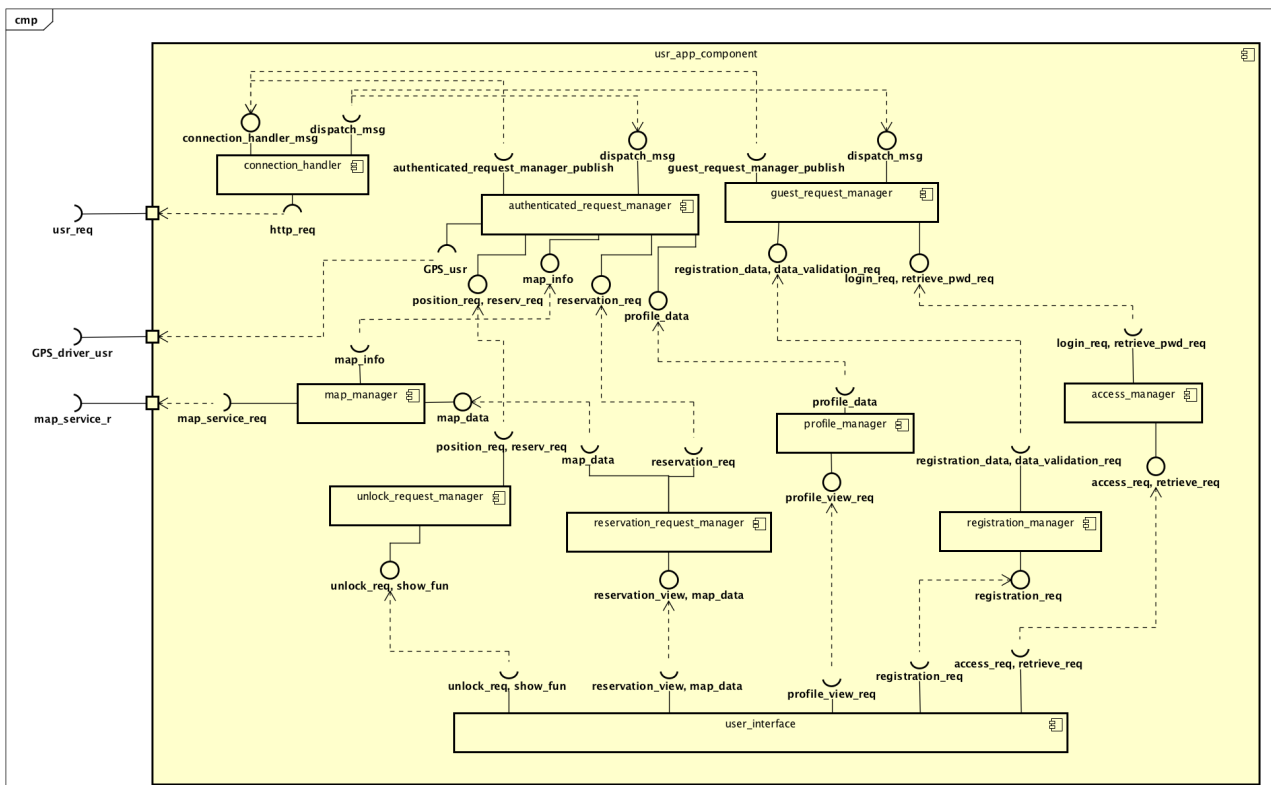 cmp
usr_app_component
connection_handler_msg
dispatch_msg
connection_handler
authenticated_request_manager_publish
dispatch_msg
guest_request_manager_publish
dispatch_msg
authenticated_request_manager
guest_request_manager
usr_req
http_req
GPS_usr
map_info
registration_data, data_validation_req
login_req, retrieve_pwd_req
position_req, reserv_req
reservation_req
profile_data
GPS_driver_usr
map_info
login_req, retrieve_pwd_req
map_manager
access_manager
map_service_r
map_service_req
map_data
profile_data
profile_manager
position_req, reserv_req
map_data
reservation_req
registration_data, data_validation_req
access_req, retrieve_req
unlock_request_manager
profile_view_req
reservation_request_manager
registration_manager
unlock_req, show_fun
reservation_view, map_data
registration_req
access_req, retrieve_req
registration_req
unlock_req, show_fun
reservation_view, map_data
profile_view_req
user_interface